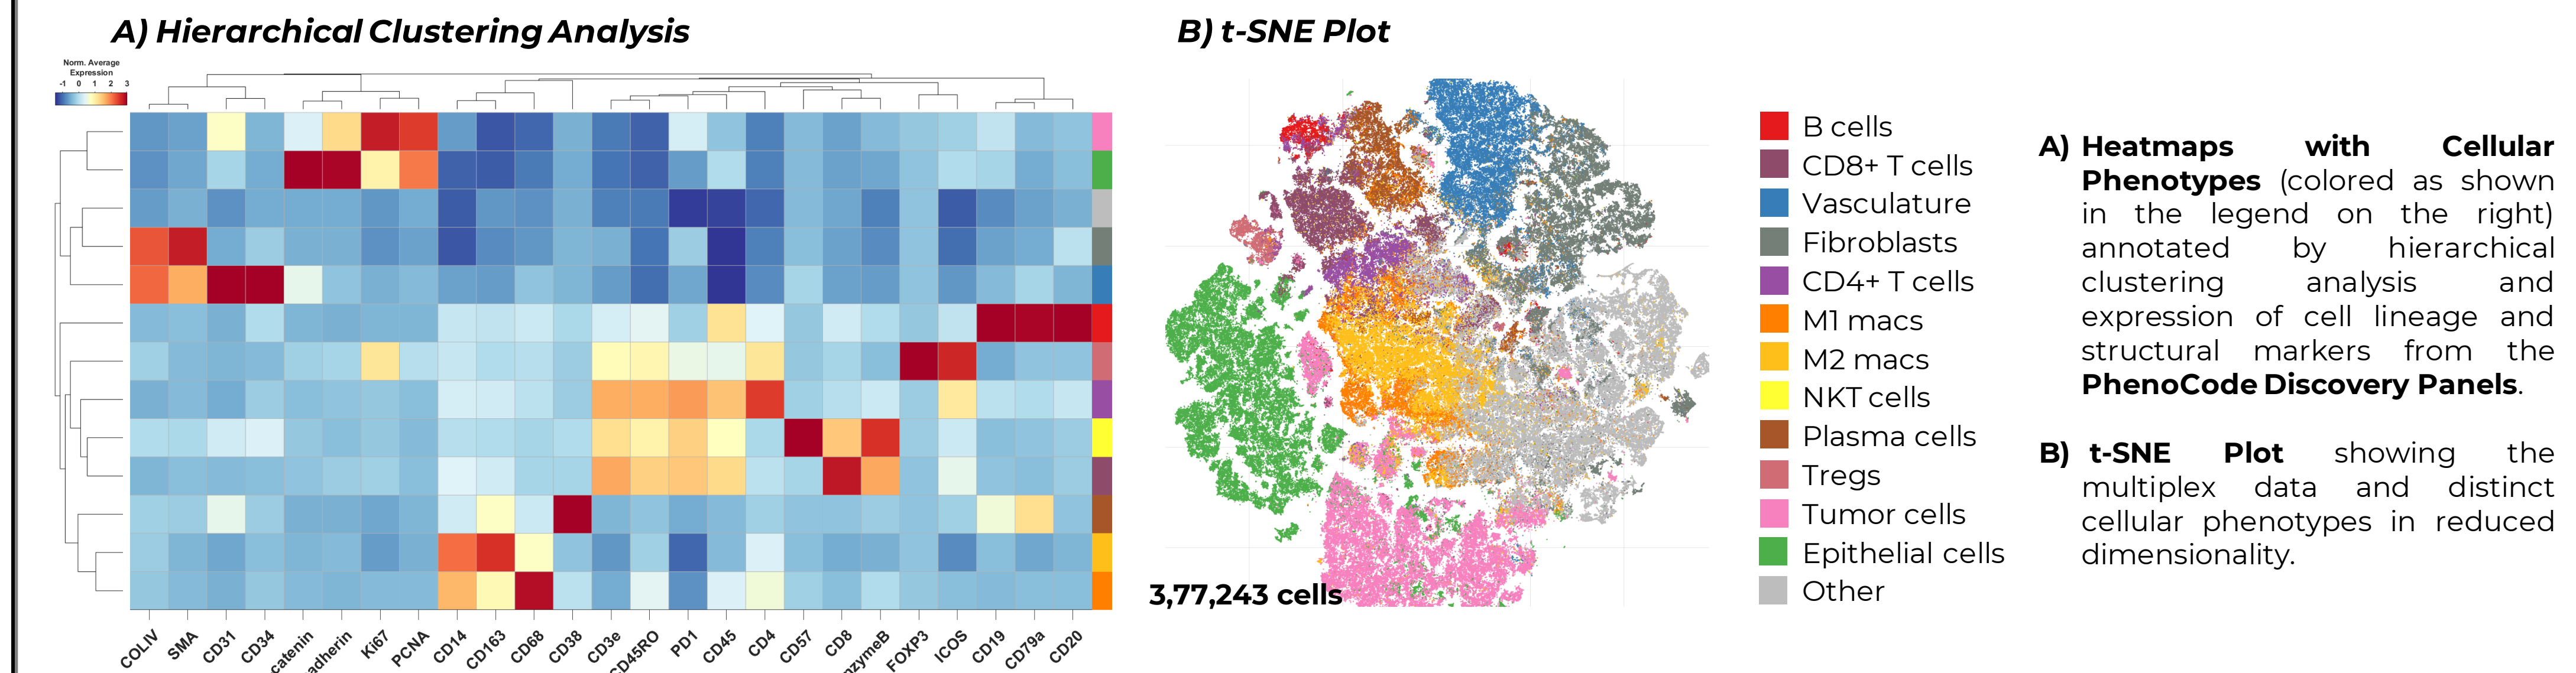 A) Hierarchical Clustering Analysis
Norm. Average
Expression
-1 0 1 2 3
COLIV SMA CD31 CD34 catenin adherin Ki67 PCNA CD14 CD163 CD68 CD38 CD3e CD45RO PD1 CD45 CD4 CD57 CD8 nzymeB FOXP3 ICOS CD19 CD79a CD20
B) t-SNE Plot
3,77,243 cells
B cells
CD8+ T cells
Vasculature
Fibroblasts
CD4+ T cells
M1 macs
M2 macs
NKT cells
Plasma cells
Tregs
Tumor cells
Epithelial cells
Other
A) Heatmaps with Cellular
Phenotypes (colored as shown
in the legend on the right)
annotated by hierarchical
clustering analysis and
expression of cell lineage and
structural markers from the
PhenoCode Discovery Panels.
B) t-SNE Plot showing the
multiplex data and distinct
cellular phenotypes in reduced
dimensionality.